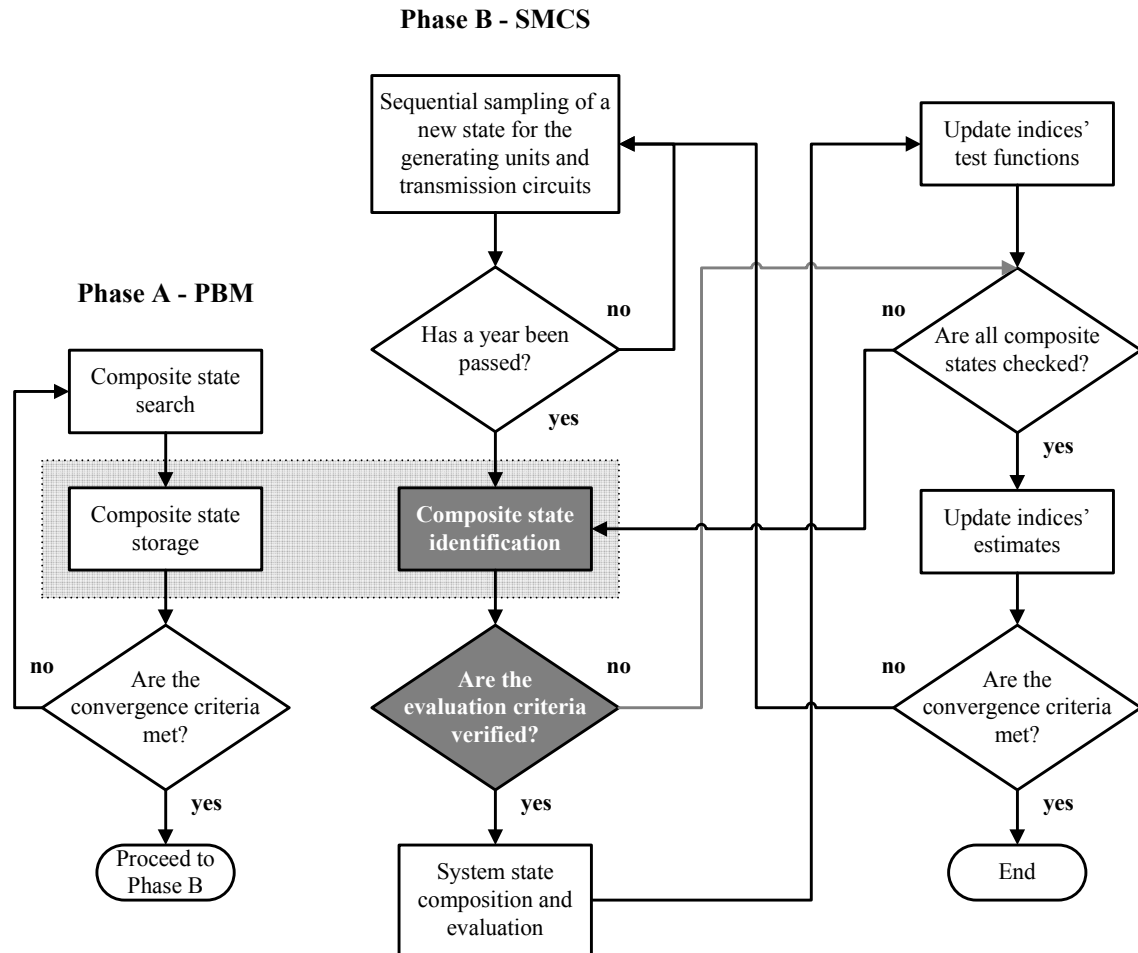 Phase B - SMCS
Sequential sampling of a
new state for the
generating units and
transmission circuits
Update indices’
test functions
Phase A - PBM
Has a year been
passed?
no
yes
Are all composite
states checked?
no
yes
Composite state
search
Composite state
storage
Composite state
identification
Update indices’
estimates
Are the
convergence criteria
met?
no
yes
Are the
evaluation criteria
verified?
no
yes
Are the
convergence criteria
met?
no
yes
Proceed to
Phase B
System state
composition and
evaluation
End